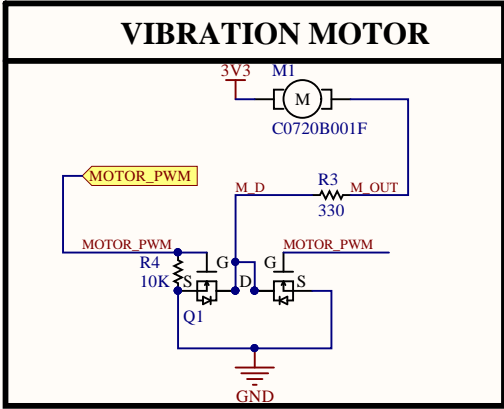 VIBRATION MOTOR
3V3
M1
M
C0720B001F
MOTOR_PWM
M_D
R3
M_OUT
330
MOTOR_PWM
G
G
MOTOR_PWM
R4
10K
S
D
S
Q1
GND